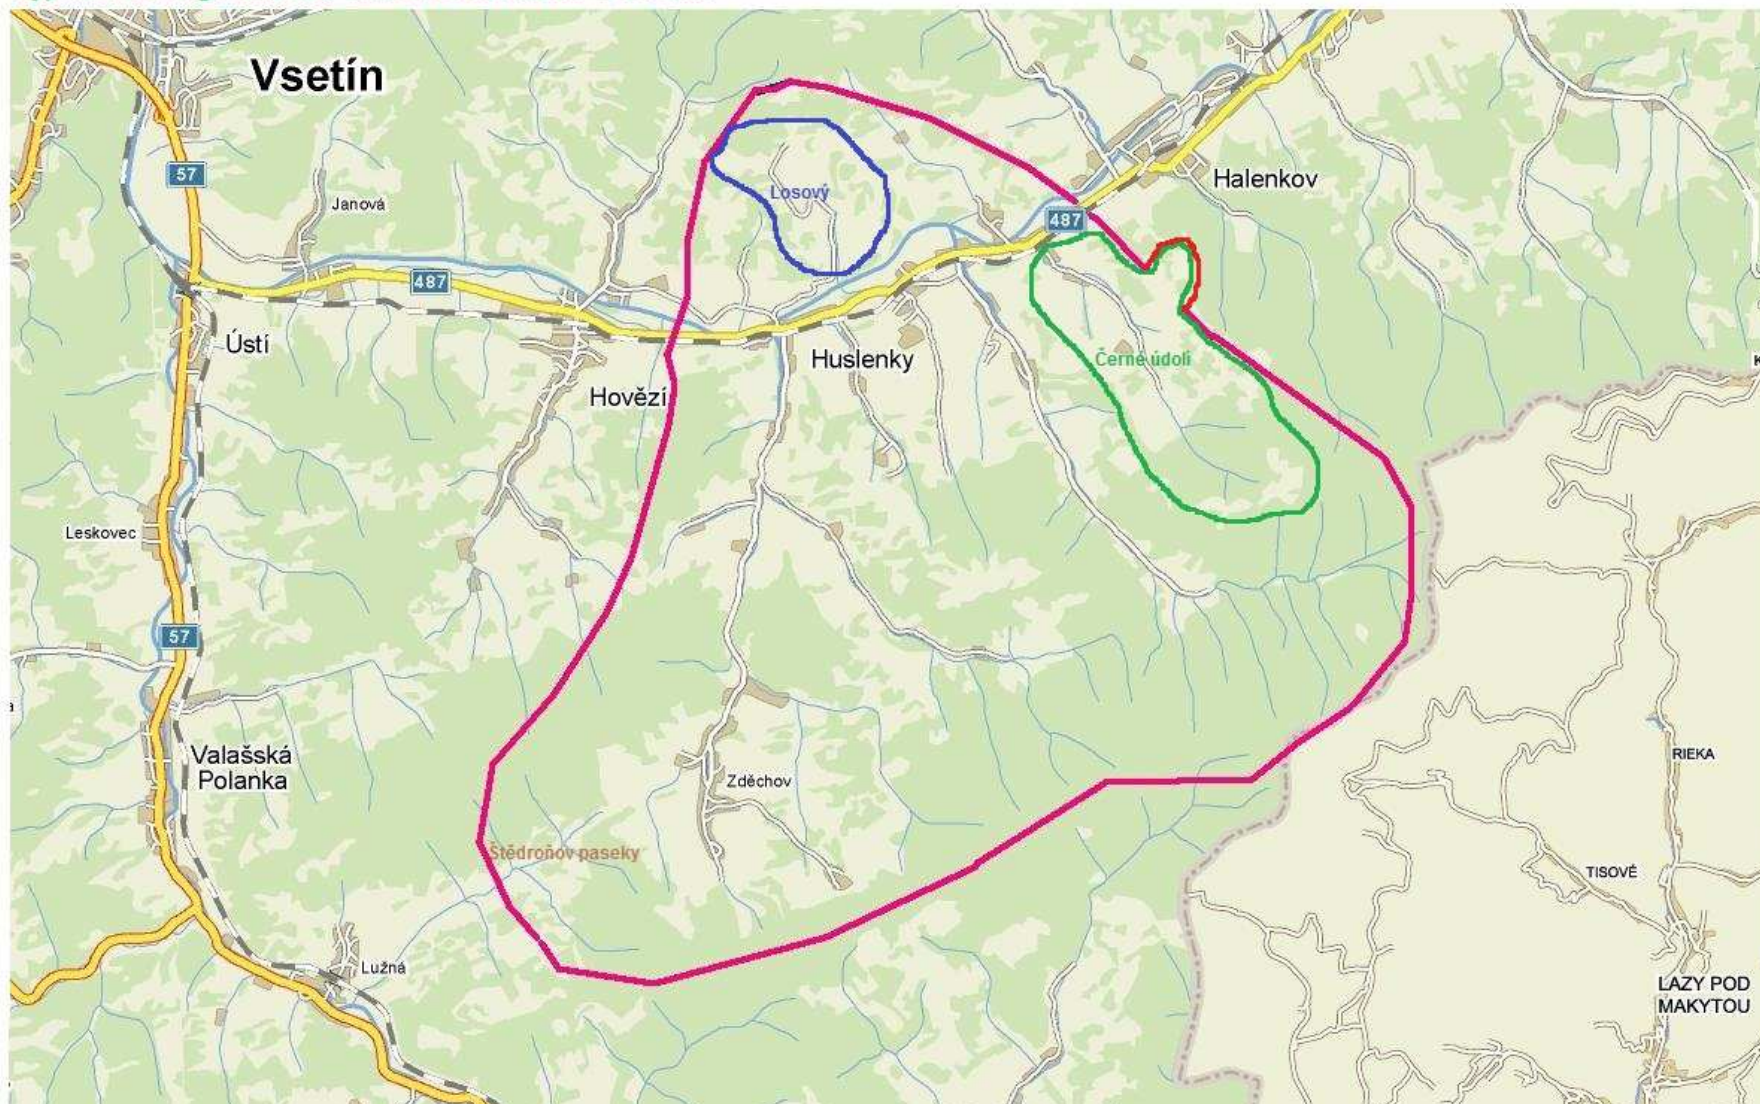 Vsetín
57
Losový
Halenkov
Janová
487
487
Ústí
Huslenky
Černé údolí
Hovězí
Leskovec
57
Valašská
Polanka
RIEKA
Zděchov
Štědroňov paseky
TISOVÉ
Lužná
LAZY POD
MAKYTOU